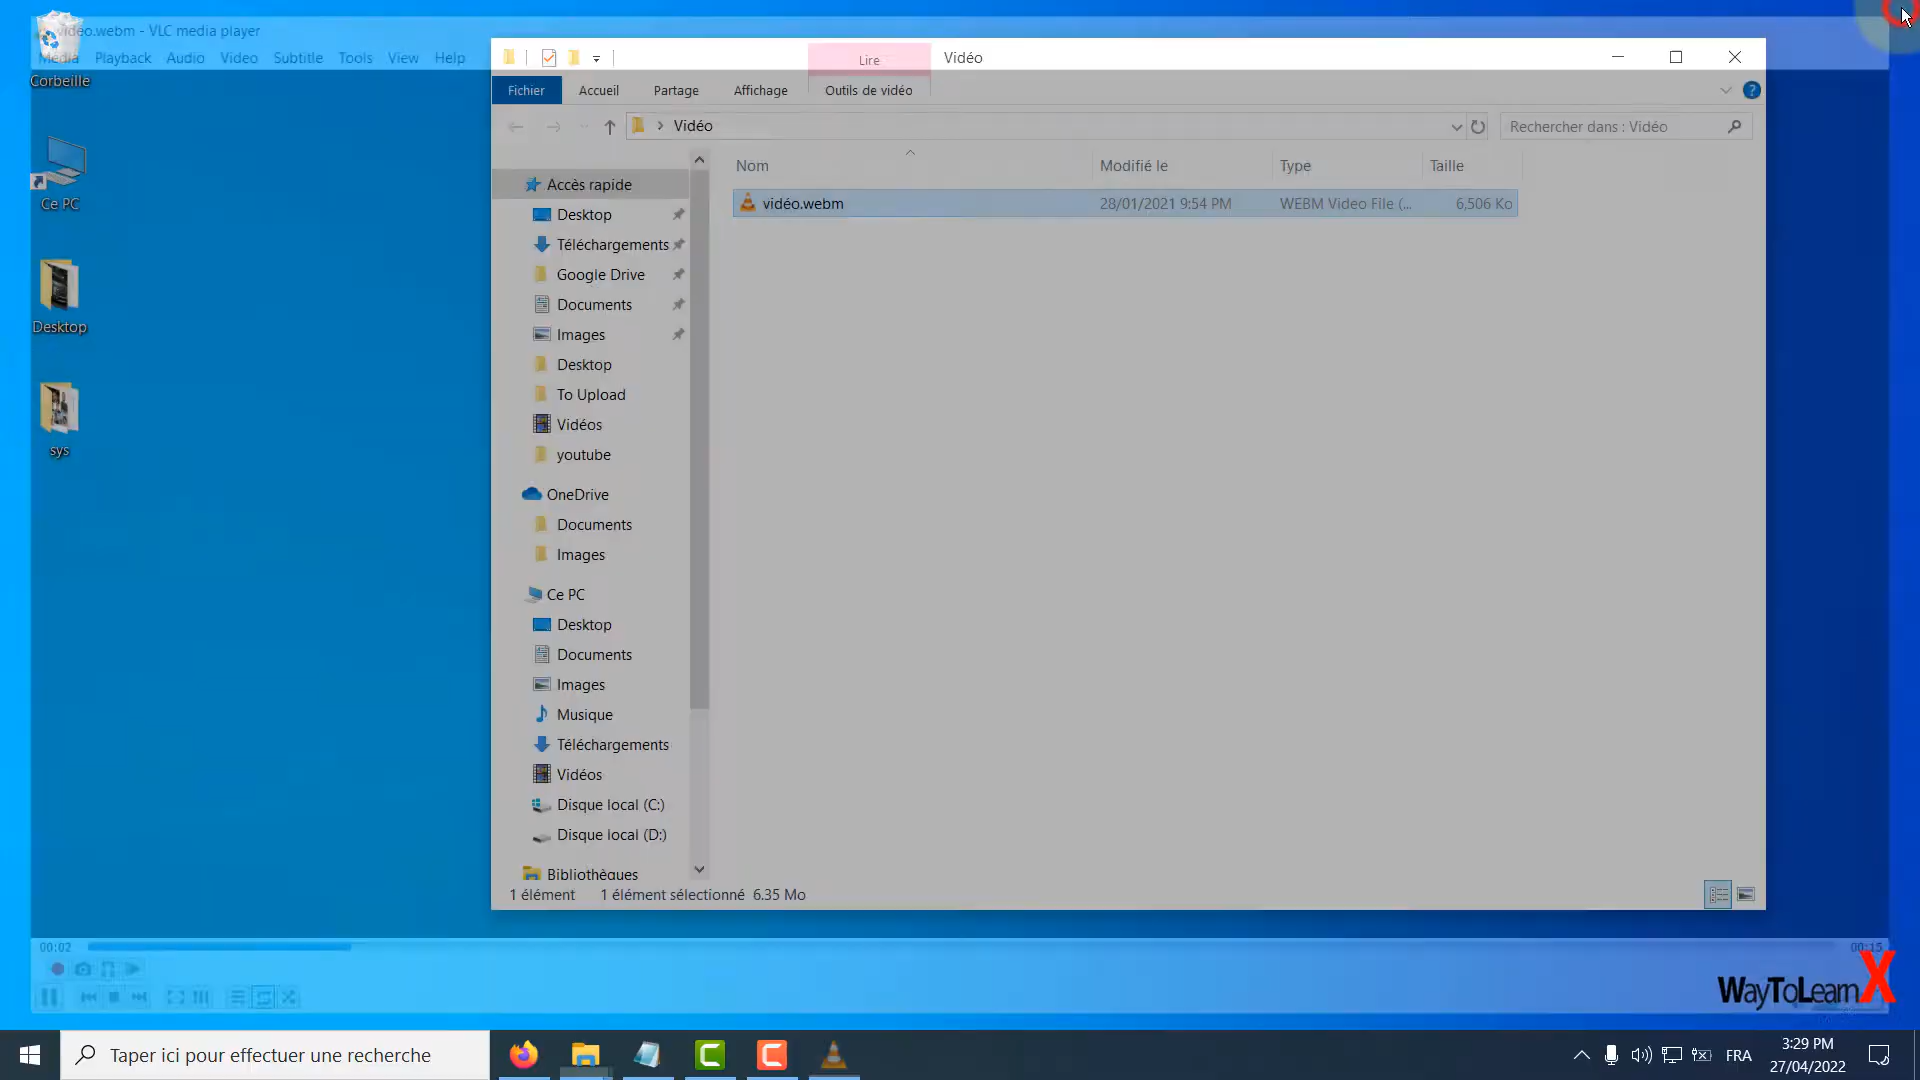 vidéo.webm - VLC media player
Média Playback Audio Video Subtitle Tools View Help
Corbeille
Ce PC
Desktop
sys
Lire
Vidéo
Fichier
Accueil
Partage
Affichage
Outils de vidéo
?
Vidéo
Rechercher dans : Vidéo
Nom
Modifié le
Type
Taille
vidéo.webm
28/01/2021 9:54 PM
WEBM Video File (...
6,506 Ko
Accès rapide
Desktop
Téléchargements
Google Drive
Documents
Images
Desktop
To Upload
Vidéos
youtube
OneDrive
Documents
Images
Ce PC
Desktop
Documents
Images
Musique
Téléchargements
Vidéos
Disque local (C:)
Disque local (D:)
Bibliothèques
1 élément
1 élément sélectionné 6.35 Mo
00:02
00:15
WayToLearnX
Taper ici pour effectuer une recherche
FRA
3:29 PM
27/04/2022